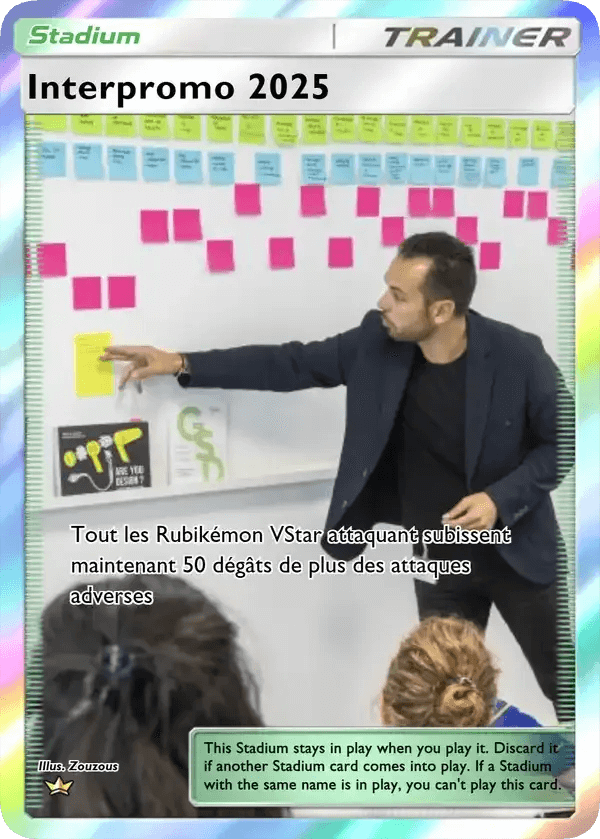 Stadium
TRAINER
Interpromo 2025
ARE YOU
DESIGN ?
GSD
Tout les Rubikémon VStar attaquant subissent
maintenant 50 dégâts de plus des attaques
adverses
This Stadium stays in play when you play it. Discard it
if another Stadium card comes into play. If a Stadium
with the same name is in play, you can't play this card.
Illus. Zouzous